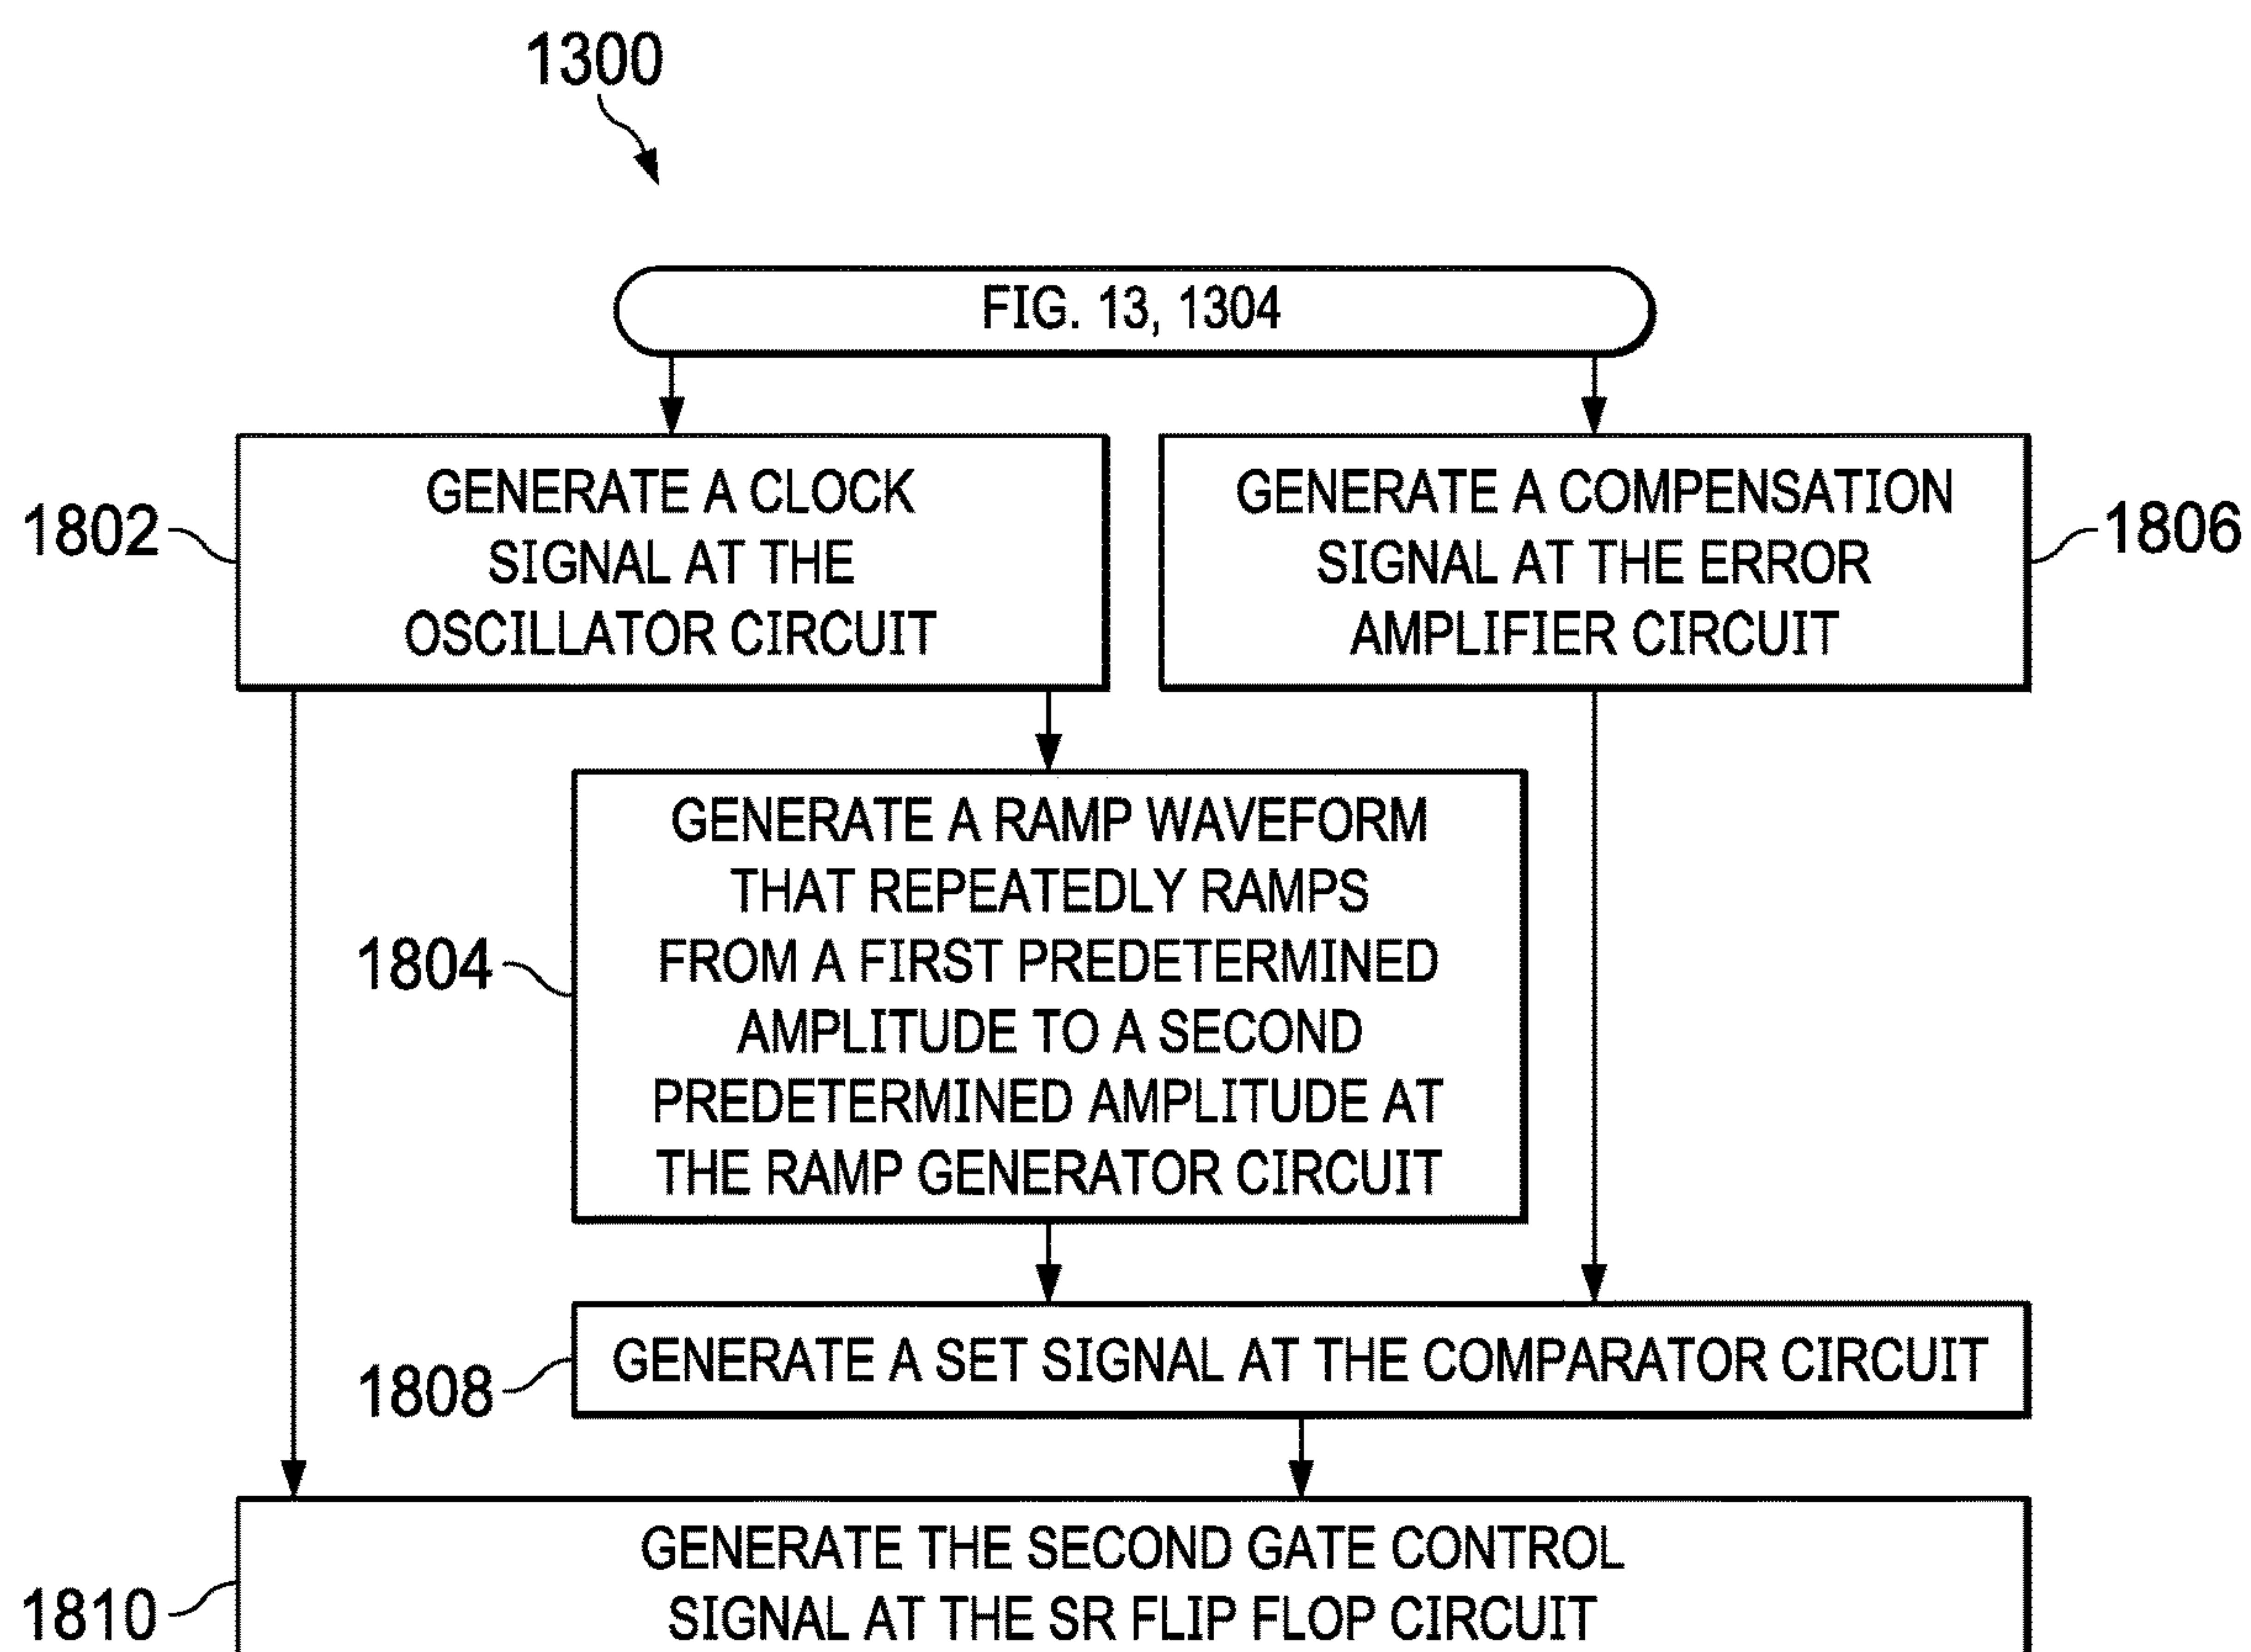 1300
FIG. 13, 1304
1802
GENERATE A CLOCK
SIGNAL AT THE
OSCILLATOR CIRCUIT
GENERATE A COMPENSATION
SIGNAL AT THE ERROR
AMPLIFIER CIRCUIT
1806
1804
GENERATE A RAMP WAVEFORM
THAT REPEATEDLY RAMPS
FROM A FIRST PREDETERMINED
AMPLITUDE TO A SECOND
PREDETERMINED AMPLITUDE AT
THE RAMP GENERATOR CIRCUIT
1808
GENERATE A SET SIGNAL AT THE COMPARATOR CIRCUIT
1810
GENERATE THE SECOND GATE CONTROL
SIGNAL AT THE SR FLIP FLOP CIRCUIT